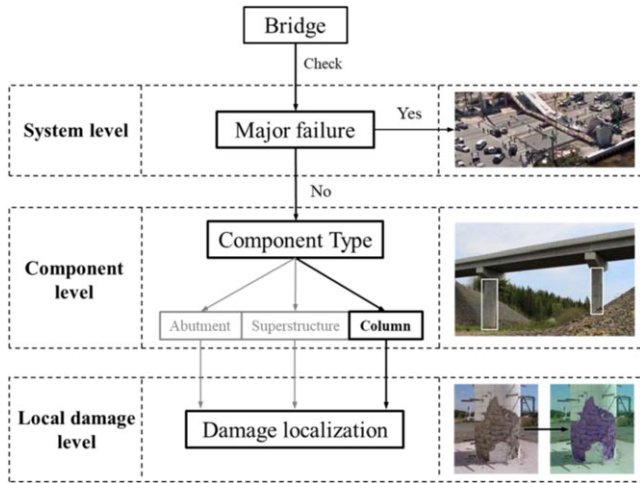 Bridge
Check
System level
Major failure
Yes
No
Component
level
Component Type
Abutment
Superstructure
Column
Local damage
level
Damage localization